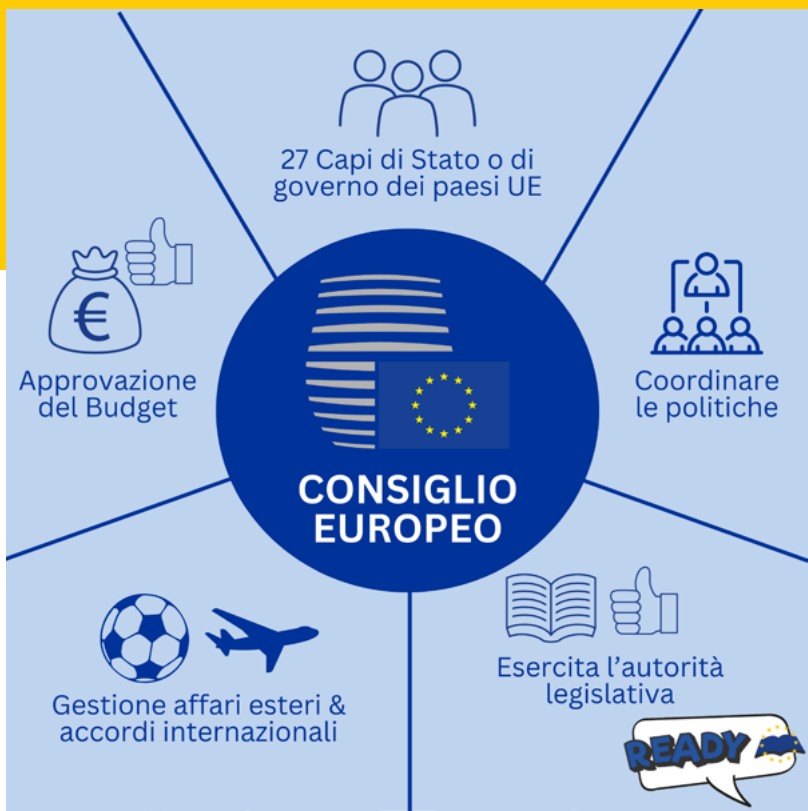 27 Capi di Stato o di
governo dei paesi UE
€
Approvazione
del Budget
Coordinare
le politiche
CONSIGLIO
EUROPEO
Gestione affari esteri &
accordi internazionali
Esercita l'autorità
legislativa
READY